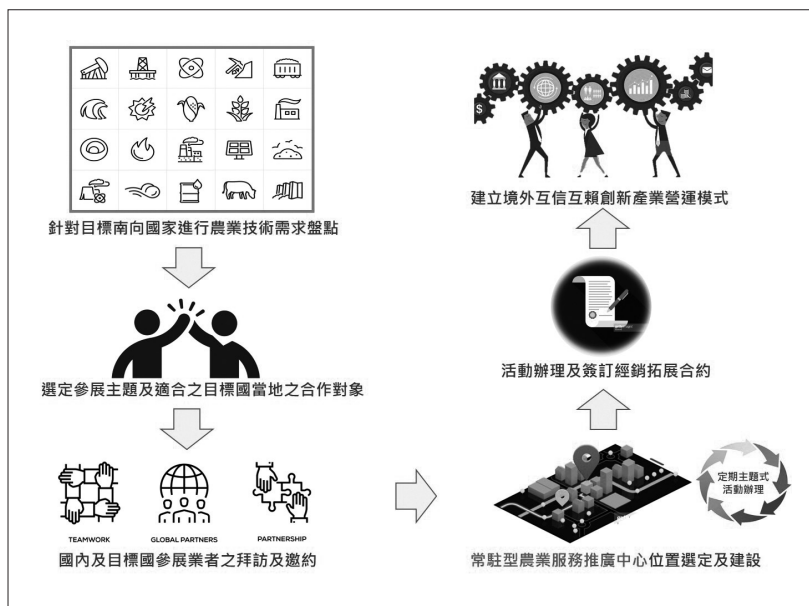 針對目標南向國家進行農業技術需求盤點
選定參展主題及適合之目標國當地之合作對象
TEAMWORK
GLOBAL PARTNERS
PARTNERSHIP
國內及目標國參展業者之拜訪及邀約
定期主題式
活動辦理
常駐型農業服務推廣中心位置選定及建設
活動辦理及簽訂經銷拓展合約
$
建立境外互信互賴創新產業營運模式